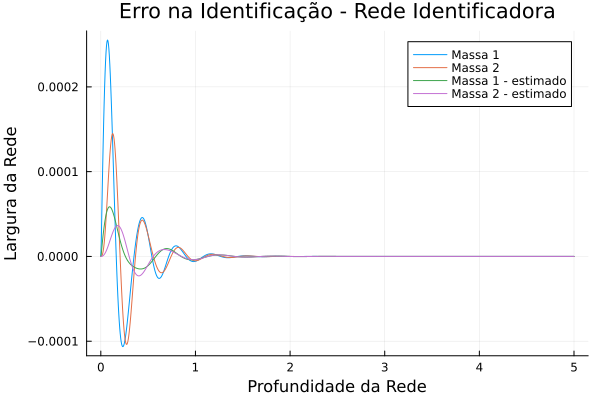 Erro na Identificação - Rede Identificadora
Massa 1
Massa 2
Massa 1 - estimado
Massa 2 - estimado
Largura da Rede
0.0002
0.0001
0.0000
−0.0001
0 1 2 3 4 5
Profundidade da Rede